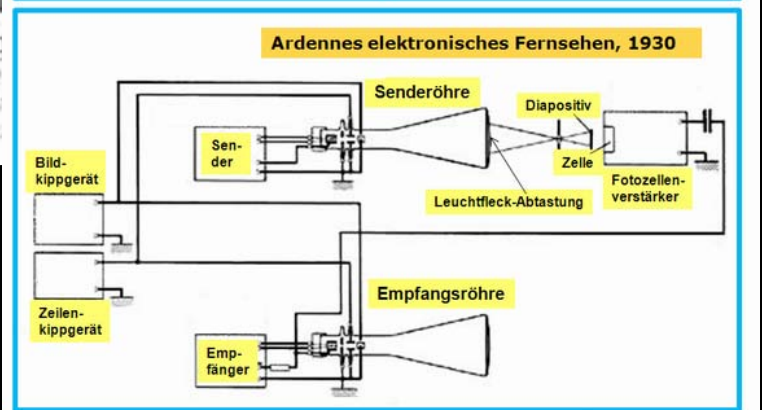 Ardennes elektronisches Fernsehen, 1930
Senderöhre
Diapositiv
Sen-
der
Zelle
Fotozellen-
verstärker
Bild-
kippgerät
Leuchtfleck-Abtastung
Zeilen-
kippgerät
Empfangsröhre
Emp-
fänger